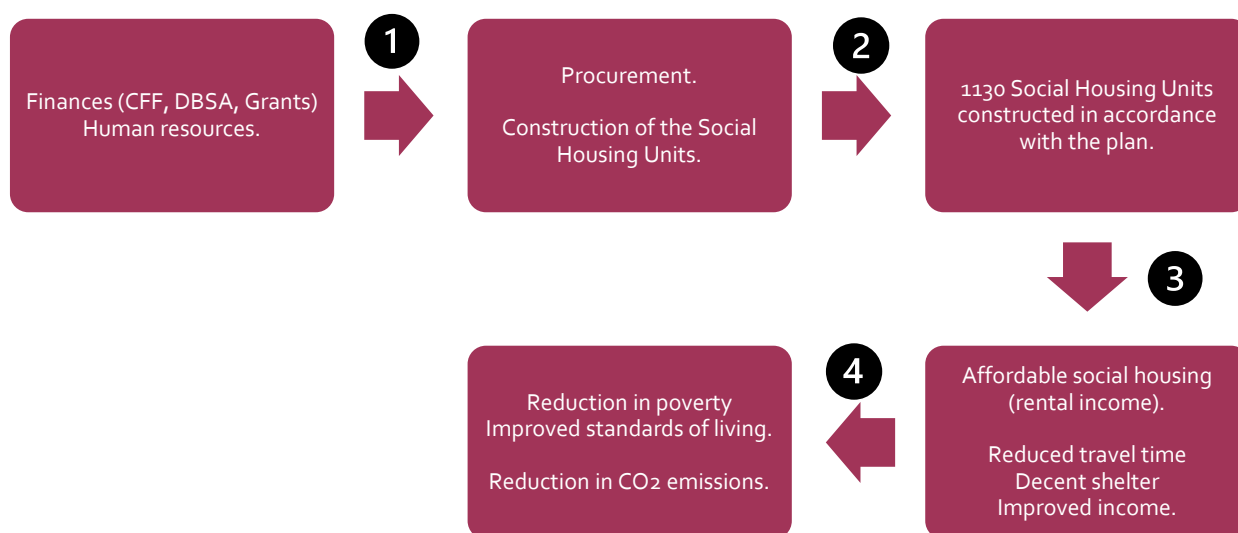 Finances (CFF, DBSA, Grants)
Human resources.
1
Procurement.
Construction of the Social
Housing Units.
2
1130 Social Housing Units
constructed in accordance
with the plan.
3
Affordable social housing
(rental income).
Reduced travel time
Decent shelter
Improved income.
4
Reduction in poverty
Improved standards of living.
Reduction in CO2 emissions.